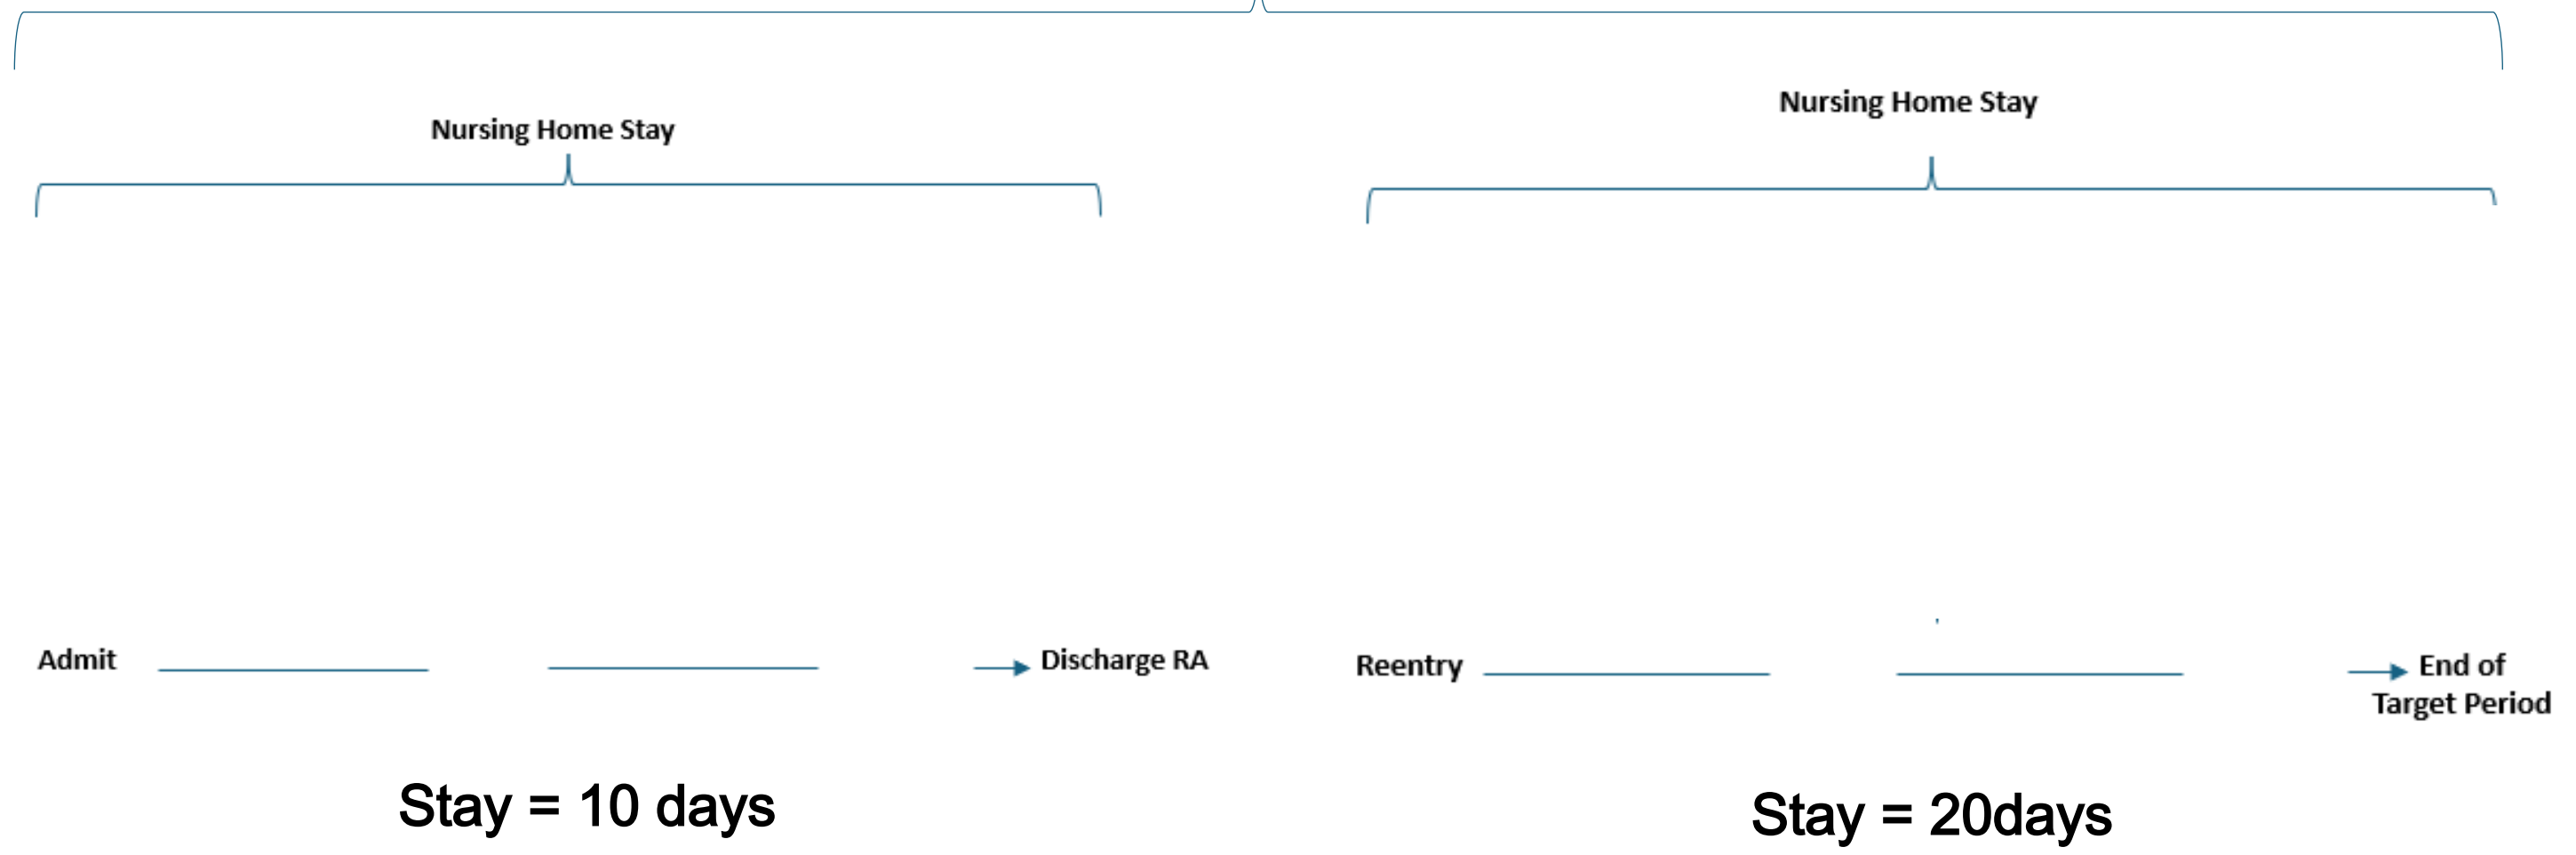 Nursing Home Stay
Nursing Home Stay
Admit
Discharge RA
Reentry
End of
Target Period
Stay = 10 days
Stay = 20days